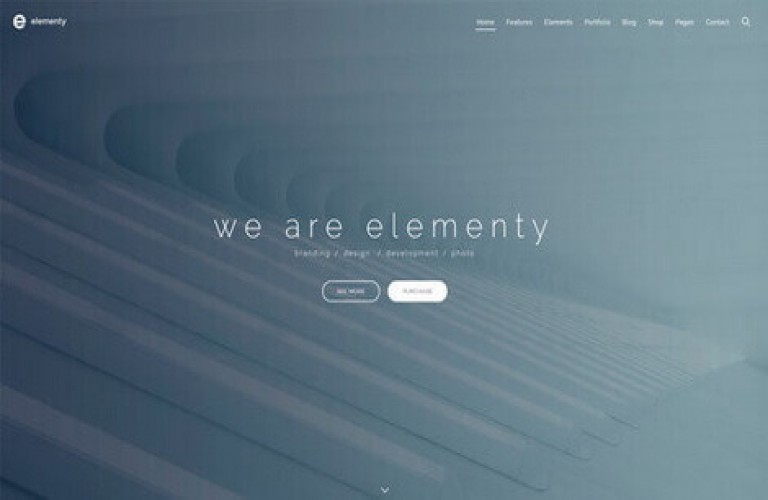 elementy
Home Features Elements Portfolio Blog Shop Pages Contact
we are elementy
branding / design / development / photo
SEE MORE PURCHASE